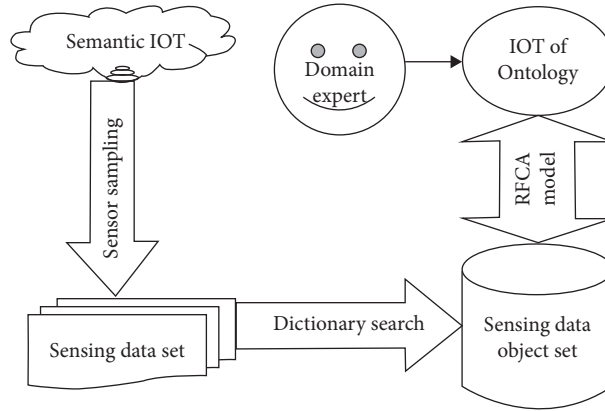 Semantic IOT
Domain
expert
IOT of
Ontology
Sensor sampling
RFCA
model
Sensing data set
Dictionary search
Sensing data
object set